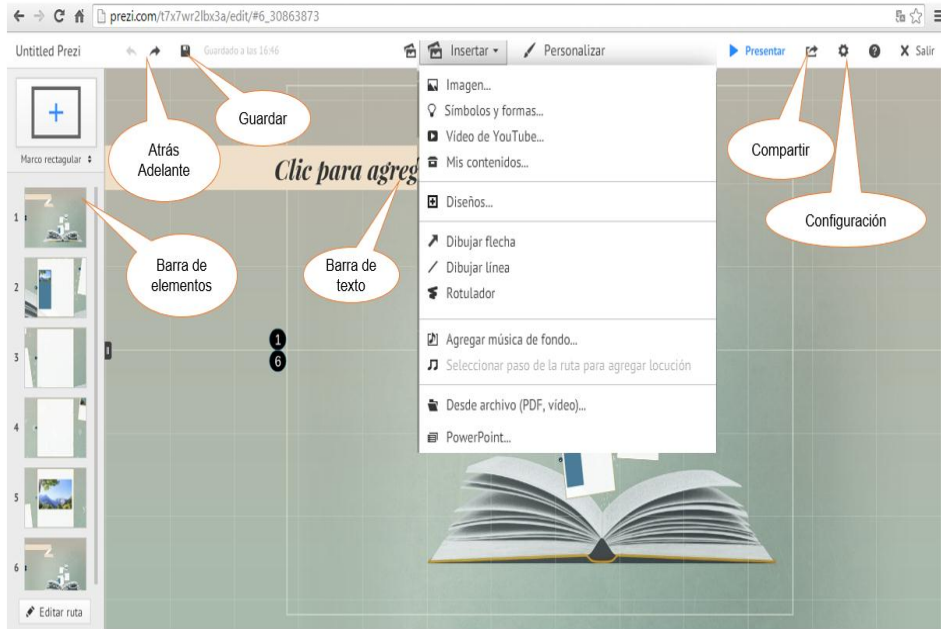 prezi.com/t7x7wr2lbx3a/edit/#6_30863873
Untitled Prezi
Guardado a las 16:46
Insertar
Personalizar
Presentar
Salir
Imagen...
Símbolos y formas...
Vídeo de YouTube...
Mis contenidos...
Diseños...
Dibujar flecha
Dibujar línea
Rotulador
Agregar música de fondo...
Seleccionar paso de la ruta para agregar locución
Desde archivo (PDF, vídeo)...
PowerPoint...
Guardar
Atrás
Adelante
Compartir
Configuración
Marco rectagular
Clic para agreg
Barra de
elementos
Barra de
texto
1
2
3
4
5
6
1
6
Editar ruta